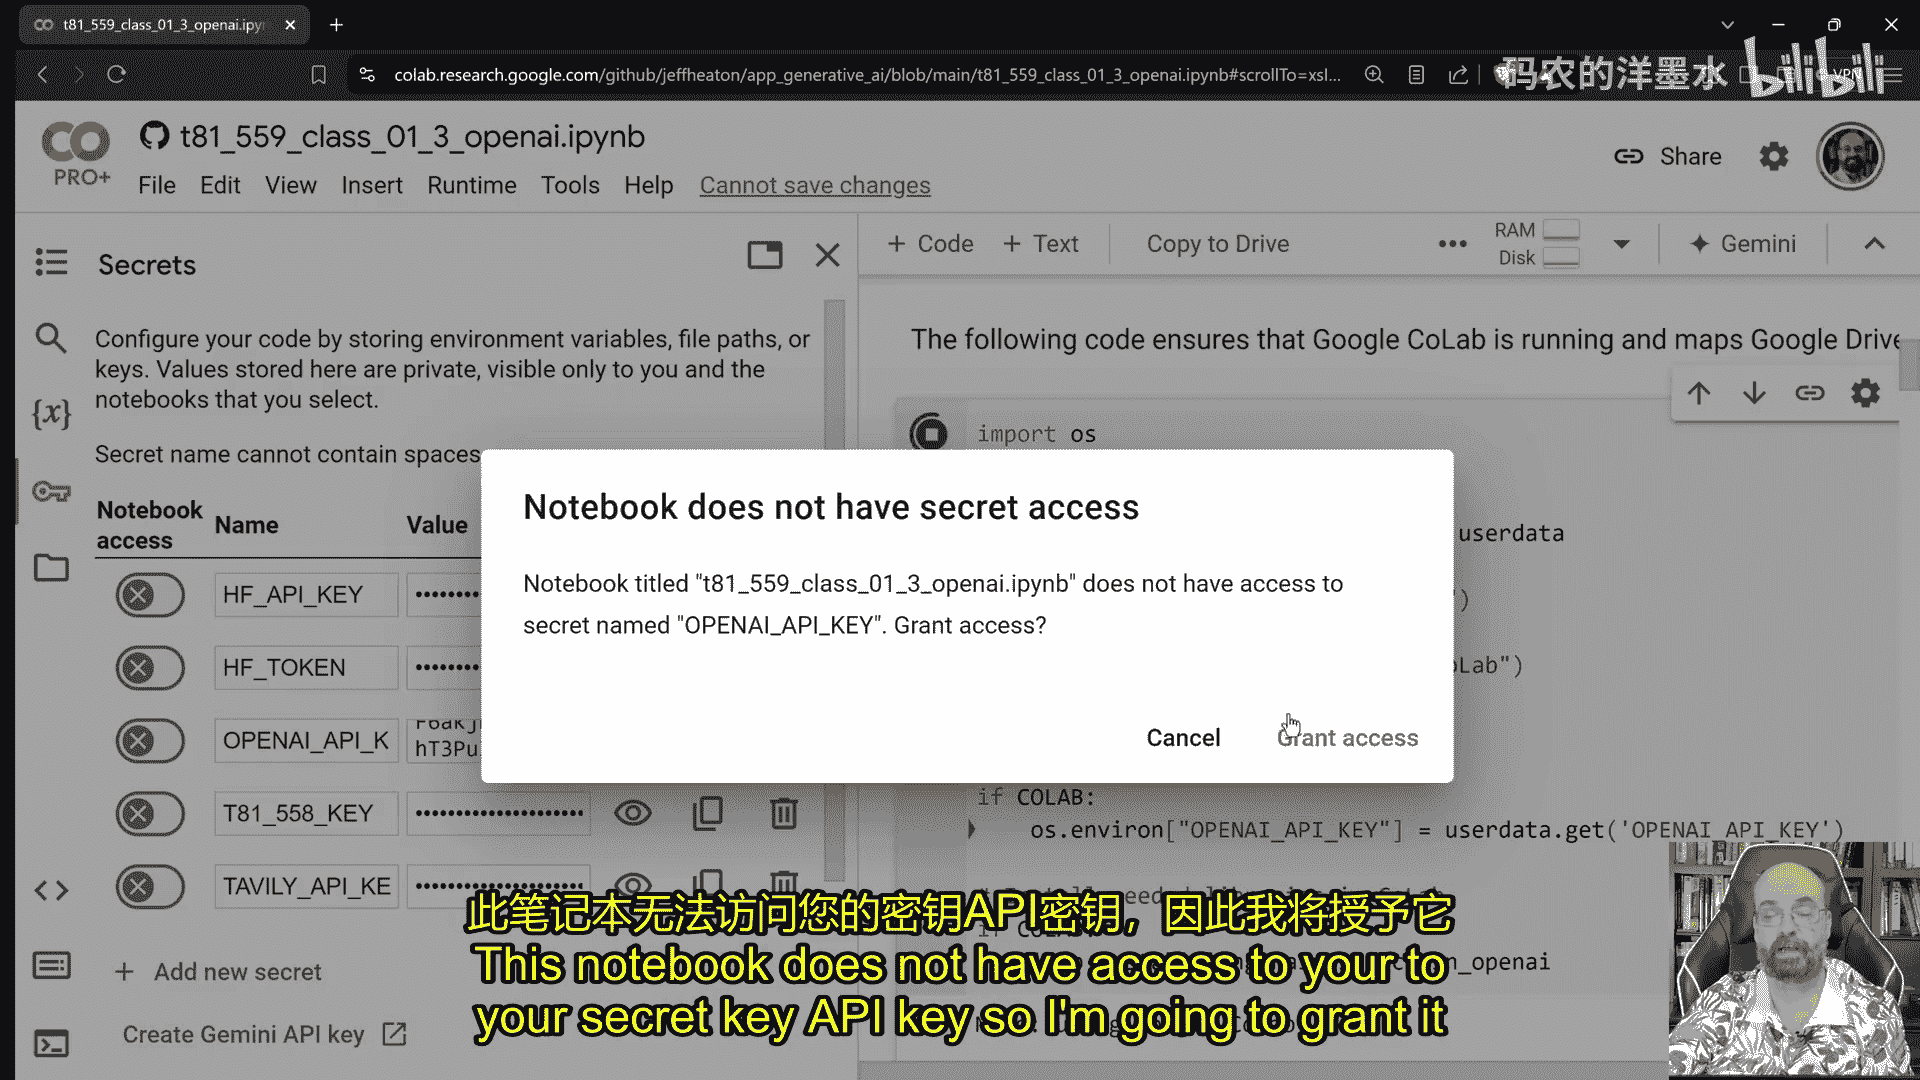 t81_559_class_01_3_openai.ipy
colab.research.google.com/github/jeffheaton/app_generative_ai/blob/main/t81_559_class_01_3_openai.ipynb#scrollTo=xsI...
VPN
码农的洋墨水
bilibili
CO
PRO+
t81_559_class_01_3_openai.ipynb
File Edit View Insert Runtime Tools Help Cannot save changes
Share
Secrets
+ Code + Text Copy to Drive
RAM
Disk
Gemini
Configure your code by storing environment variables, file paths, or
keys. Values stored here are private, visible only to you and the
notebooks that you select.
Secret name cannot contain spaces
Notebook
access
Name
Value
HF_API_KEY
HF_TOKEN
OPENAI_API_K
hT3Pu
T81_558_KEY
TAVILY_API_KE
+ Add new secret
Create Gemini API key
The following code ensures that Google CoLab is running and maps Google Drive
import os
userdata
")
Lab")
Notebook does not have secret access
Notebook titled "t81_559_class_01_3_openai.ipynb" does not have access to
secret named "OPENAI_API_KEY". Grant access?
Cancel
Grant access
if COLAB:
os.environ["OPENAI_API_KEY"] = userdata.get('OPENAI_API_KEY')
n_openai
此笔记本无法访问您的密钥API密钥，因此我将授予它
This notebook does not have access to your to
your secret key API key so I'm going to grant it